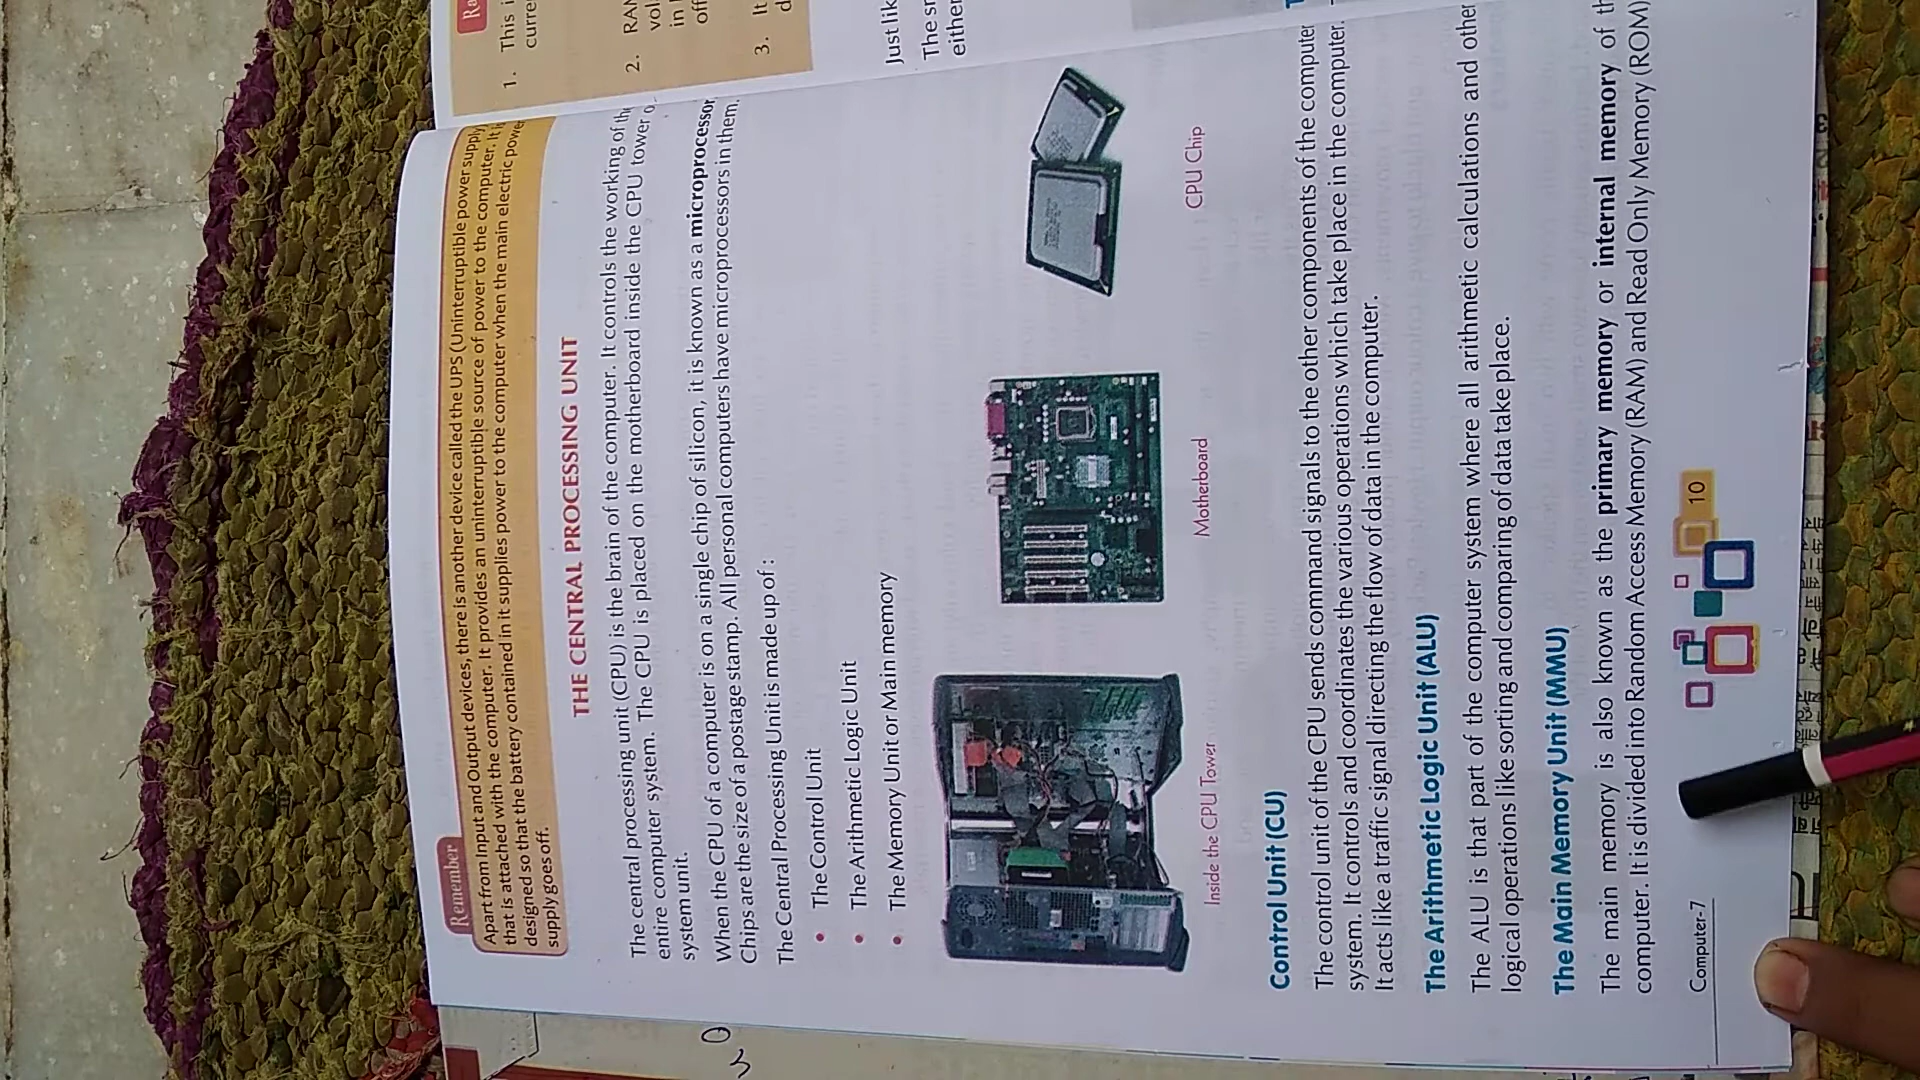 Remember
Apart from Input and Output devices, there is another device called the UPS (Uninterruptible power supply)
that is attached with the computer. It provides an uninterruptible source of power to the computer. It is
designed so that the battery contained in it supplies power to the computer when the main electric power
supply goes off.
THE CENTRAL PROCESSING UNIT
The central processing unit (CPU) is the brain of the computer. It controls the working of the
entire computer system. The CPU is placed on the motherboard inside the CPU tower o
system unit.
When the CPU of a computer is on a single chip of silicon, it is known as a microprocessor
Chips are the size of a postage stamp. All personal computers have microprocessors in them.
The Central Processing Unit is made up of :
• The Control Unit
• The Arithmetic Logic Unit
• The Memory Unit or Main memory
Inside the CPU Tower
Motherboard
CPU Chip
Control Unit (CU)
The control unit of the CPU sends command signals to the other components of the computer
system. It controls and coordinates the various operations which take place in the computer.
It acts like a traffic signal directing the flow of data in the computer.
The Arithmetic Logic Unit (ALU)
The ALU is that part of the computer system where all arithmetic calculations and other
logical operations like sorting and comparing of data take place.
The Main Memory Unit (MMU)
The main memory is also known as the primary memory or internal memory of th
computer. It is divided into Random Access Memory (RAM) and Read Only Memory (ROM)
Computer-7
10
Ra
1. This i
curre
2. RAM
vol
in
off
3. It
d
Just lik
The sr
either